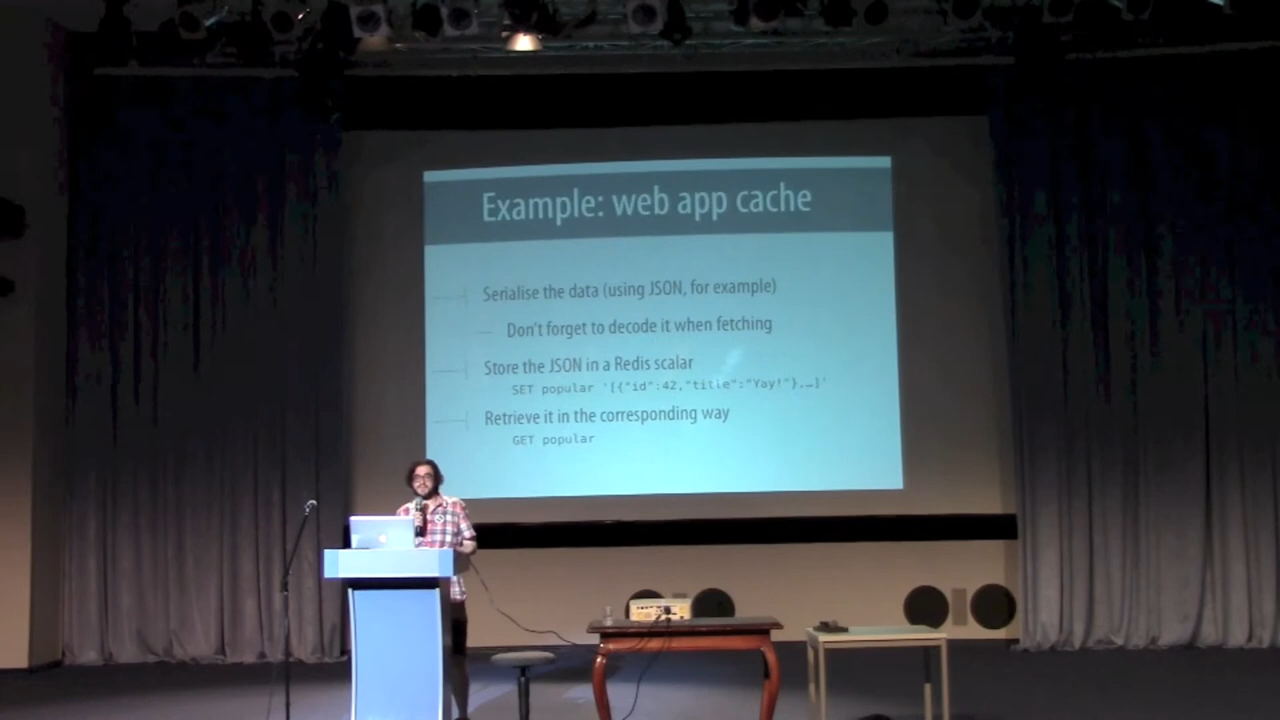 Example: web app cache
Serialise the data (using JSON, for example)
Don't forget to decode it when fetching
Store the JSON in a Redis scalar
SET popular '[{"id":42,"title":"Yay!"},…]'
Retrieve it in the corresponding way
GET popular